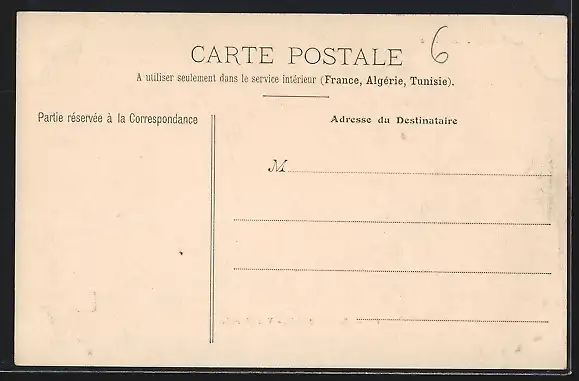 CARTE POSTALE 6
A utiliser seulement dans le service intérieur (France, Algérie, Tunisie).
Partie réservée à la Correspondance
Adresse du Destinataire
M